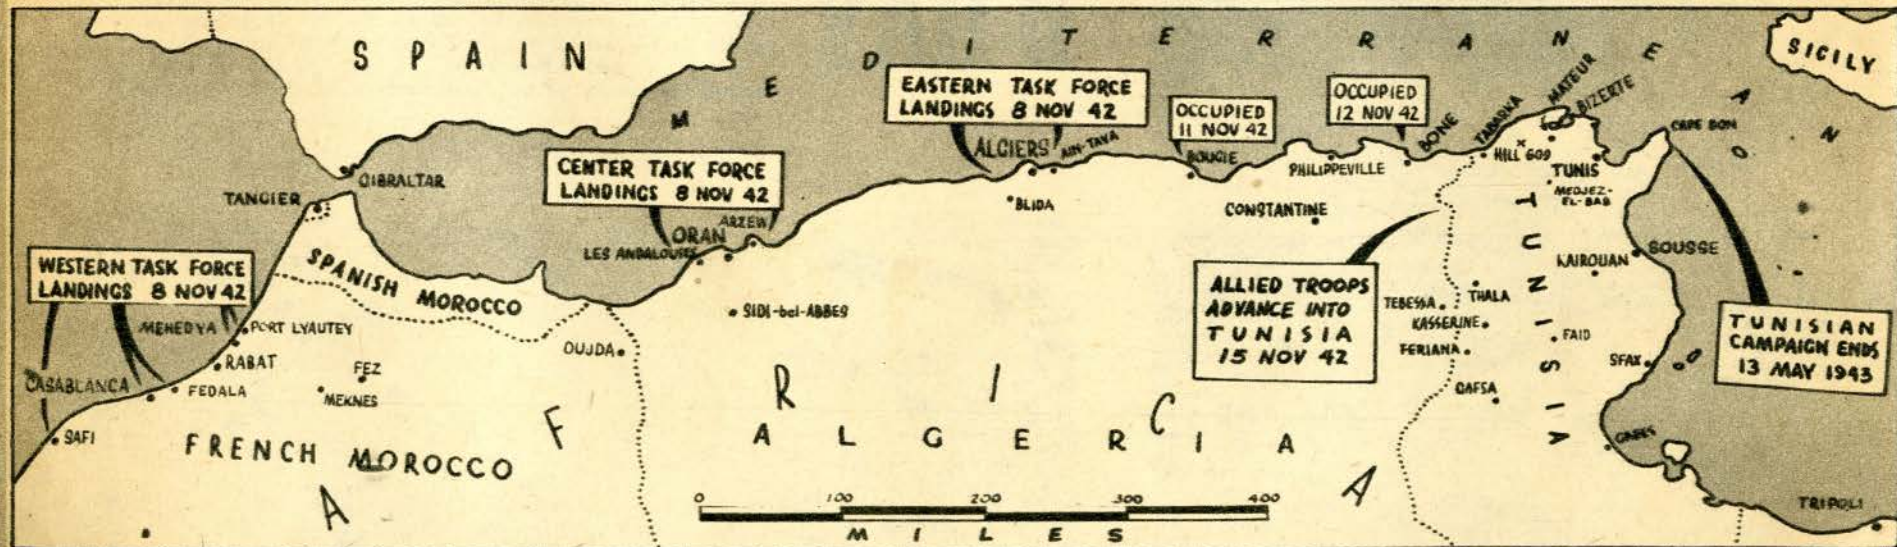 SPAIN
MEDITERRANEAN
SICILY
EASTERN TASK FORCE
LANDINGS 8 NOV 42
OCCUPIED
11 NOV 42
OCCUPIED
12 NOV 42
CENTER TASK FORCE
LANDINGS 8 NOV 42
WESTERN TASK FORCE
LANDINGS 8 NOV 42
ALLIED TROOPS
ADVANCE INTO
TUNISIA
15 NOV 42
TUNISIAN
CAMPAIGN ENDS
13 MAY 1943
GIBRALTAR
TANGIER
SPANISH MOROCCO
MEHEDYA
PORT LYAUTEY
RABAT
CASABLANCA
FEDALA
FEZ
MEKNES
SAFI
OUJDA
FRENCH MOROCCO
LES ANDALOUSES
ORAN
ARZEW
SIDI-bel-ABBES
ALGIERS
AIN-TAYA
BLIDA
BOUGIE
PHILIPPEVILLE
CONSTANTINE
BONE
TABARKA
MATEUR
BIZERTE
HILL 609
TUNIS
MEDJEZ-
EL-BAB
CAPE BON
TUNISIA
KAIROUAN
SOUSSE
TEBESSA
THALA
KASSERINE
FERIANA
FAID
SFAX
GAFSA
GABES
TRIPOLI
ALGERIA
AFRICA
0 100 200 300 400
MILES